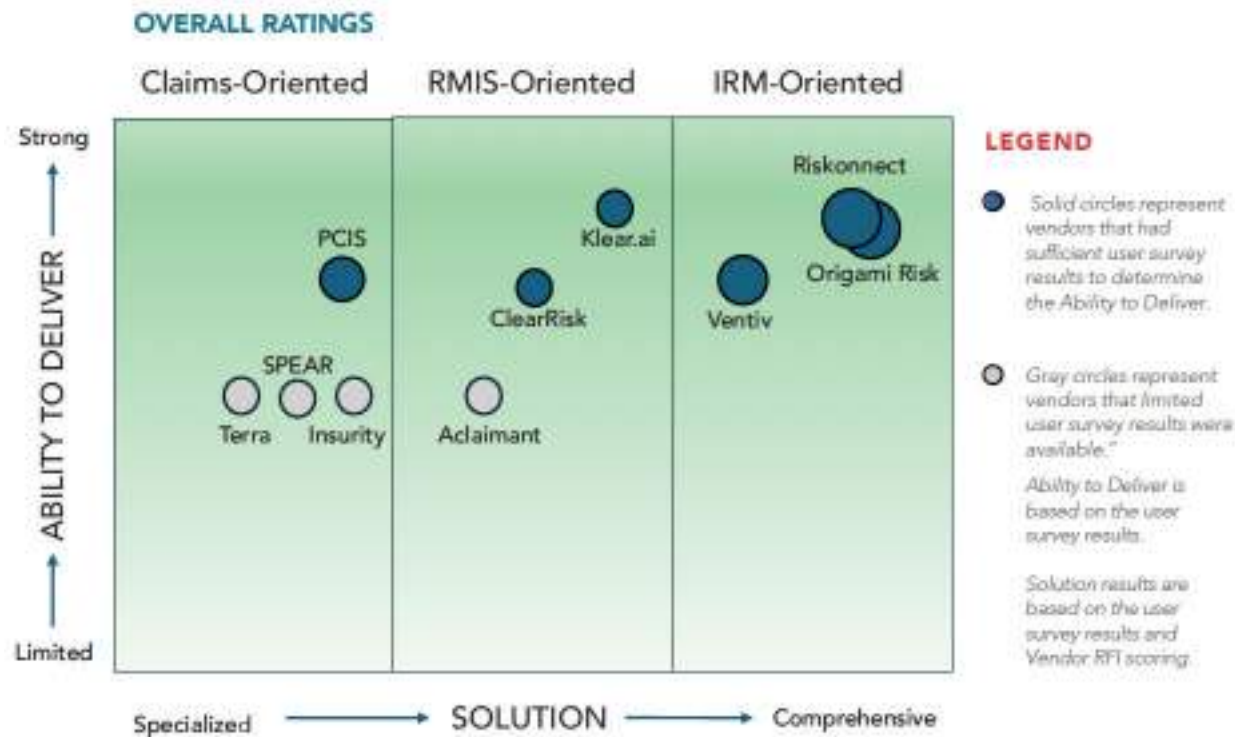 OVERALL RATINGS
Claims-Oriented
RMIS-Oriented
IRM-Oriented
Strong
ABILITY TO DELIVER
Limited
PCIS
SPEAR
Terra
Insurity
Klear.ai
ClearRisk
Aclaimant
Riskonnect
Origami Risk
Ventiv
Specialized
SOLUTION
Comprehensive
LEGEND
Solid circles represent
vendors that had
sufficient user survey
results to determine
the Ability to Deliver.
Gray circles represent
vendors that limited
user survey results were
available."
Ability to Deliver is
based on the user
survey results.
Solution results are
based on the user
survey results and
Vendor RFI scoring